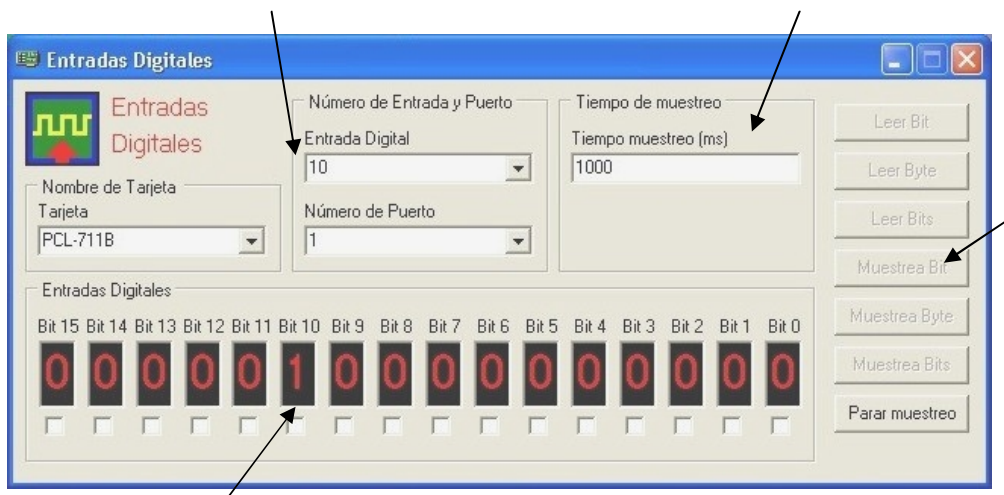 Entradas Digitales
Entradas
Digitales
Nombre de Tarjeta
Tarjeta
PCL-711B
Número de Entrada y Puerto
Entrada Digital
10
Número de Puerto
1
Tiempo de muestreo
Tiempo muestreo (ms)
1000
Entradas Digitales
Bit 15 Bit 14 Bit 13 Bit 12 Bit 11 Bit 10 Bit 9 Bit 8 Bit 7 Bit 6 Bit 5 Bit 4 Bit 3 Bit 2 Bit 1 Bit 0
0 0 0 0 0 1 0 0 0 0 0 0 0 0 0 0
Leer Bit
Leer Byte
Leer Bits
Muestrea Bit
Muestrea Byte
Muestrea Bits
Parar muestreo